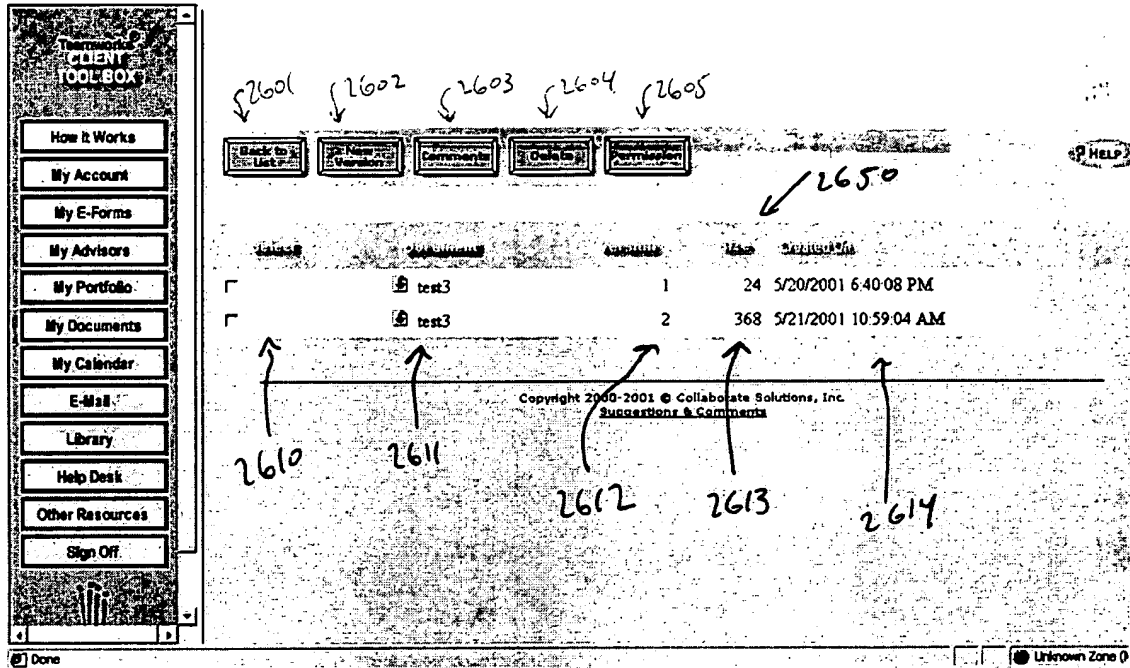 Teamworks
CLIENT
TOOL BOX
How it Works
My Account
My E-Forms
My Advisors
My Portfolio
My Documents
My Calendar
E-Mail
Library
Help Desk
Other Resources
Sign Off
2601 2602 2603 2604 2605
Back to List
New Version
Comments
Delete
Permission
? HELP
2650
Size Created On
test3 1 24 5/20/2001 6:40:08 PM
test3 2 368 5/21/2001 10:59:04 AM
Copyright 2000-2001 © Collaborate Solutions, Inc.
Suggestions & Comments
2610 2611 2612 2613 2614
Done
Unknown Zone